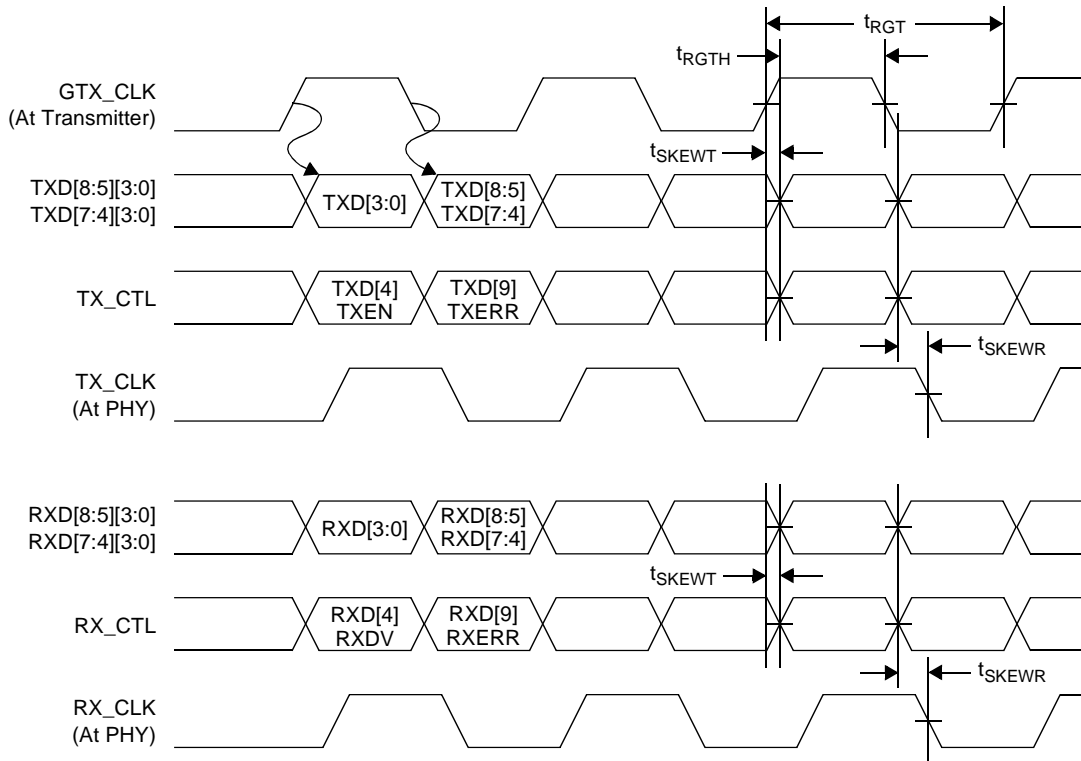 tRGT
tRGTH
GTX_CLK
(At Transmitter)
tSKEWT
TXD[8:5][3:0]
TXD[7:4][3:0]
TXD[3:0]
TXD[8:5]
TXD[7:4]
TX_CTL
TXD[4]
TXEN
TXD[9]
TXERR
tSKEWR
TX_CLK
(At PHY)
RXD[8:5][3:0]
RXD[7:4][3:0]
RXD[3:0]
RXD[8:5]
RXD[7:4]
tSKEWT
RX_CTL
RXD[4]
RXDV
RXD[9]
RXERR
tSKEWR
RX_CLK
(At PHY)